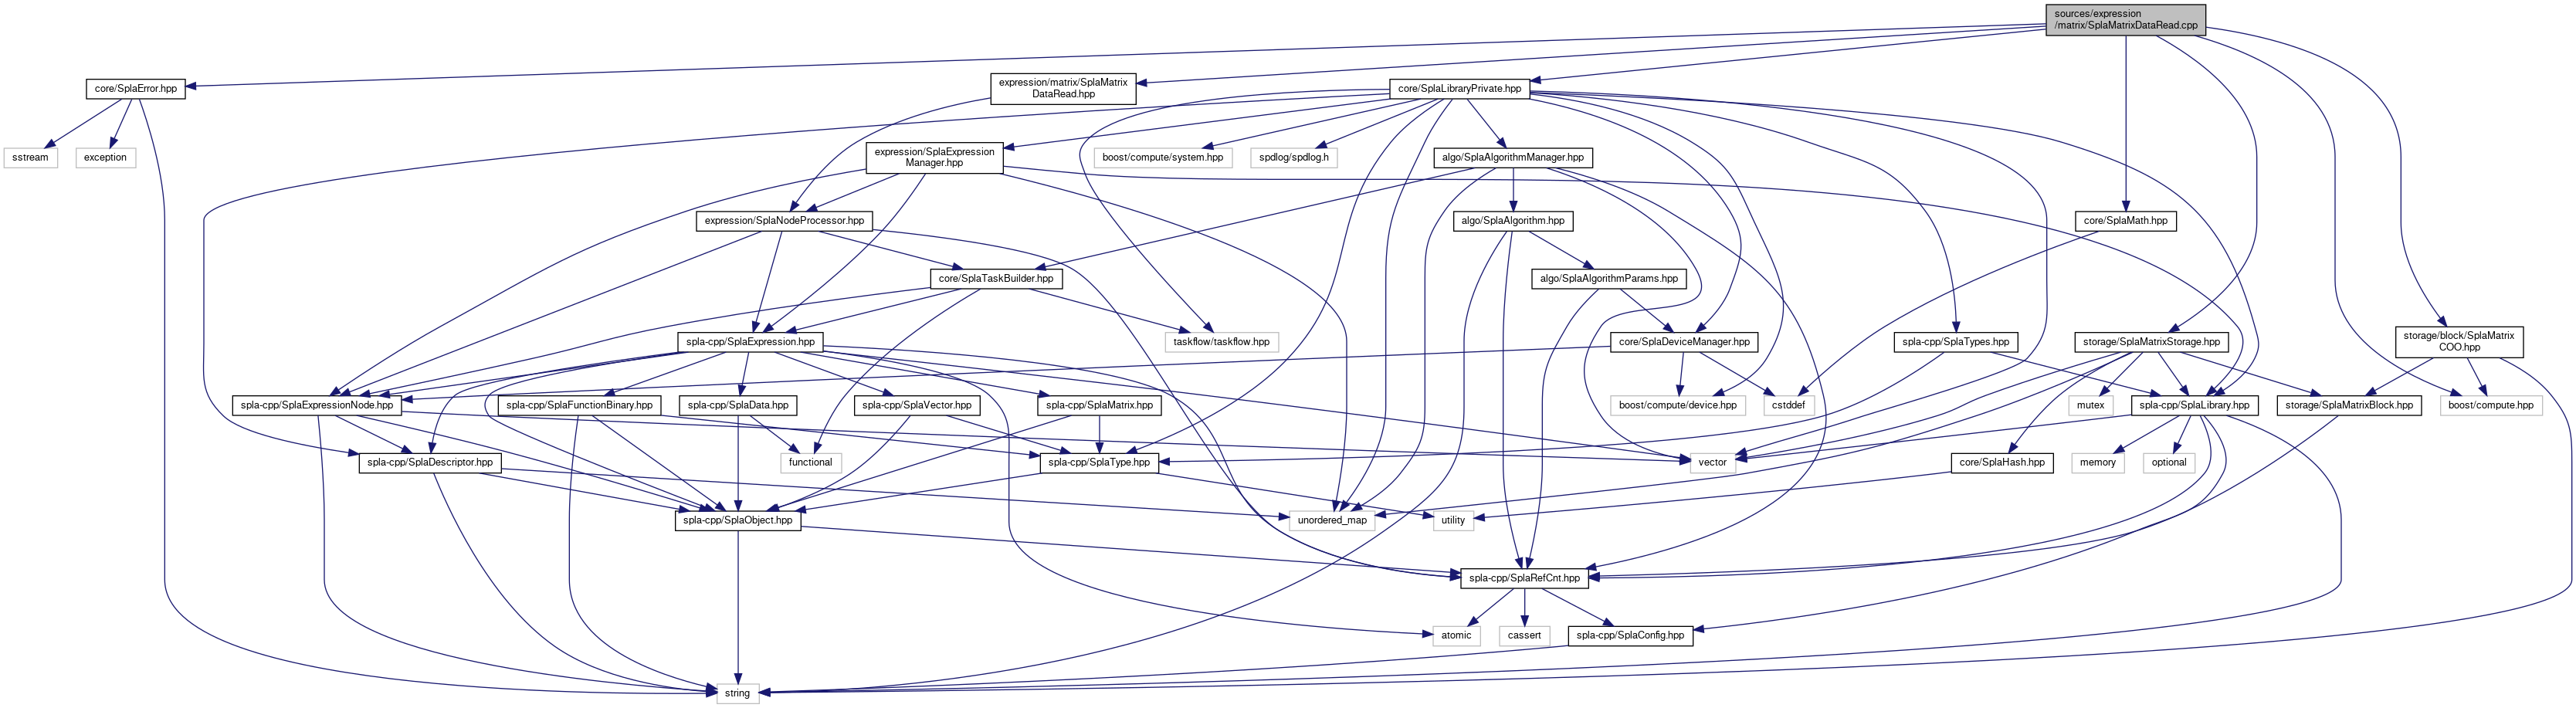 sources/expression
/matrix/SplaMatrixDataRead.cpp
core/SplaError.hpp
expression/matrix/SplaMatrix
DataRead.hpp
core/SplaLibraryPrivate.hpp
sstream
exception
expression/SplaExpression
Manager.hpp
boost/compute/system.hpp
spdlog/spdlog.h
algo/SplaAlgorithmManager.hpp
expression/SplaNodeProcessor.hpp
algo/SplaAlgorithm.hpp
core/SplaMath.hpp
core/SplaTaskBuilder.hpp
algo/SplaAlgorithmParams.hpp
spla-cpp/SplaExpression.hpp
taskflow/taskflow.hpp
core/SplaDeviceManager.hpp
spla-cpp/SplaTypes.hpp
storage/SplaMatrixStorage.hpp
storage/block/SplaMatrix
COO.hpp
spla-cpp/SplaExpressionNode.hpp
spla-cpp/SplaFunctionBinary.hpp
spla-cpp/SplaData.hpp
spla-cpp/SplaVector.hpp
spla-cpp/SplaMatrix.hpp
boost/compute/device.hpp
cstddef
mutex
spla-cpp/SplaLibrary.hpp
storage/SplaMatrixBlock.hpp
boost/compute.hpp
spla-cpp/SplaDescriptor.hpp
functional
spla-cpp/SplaType.hpp
vector
core/SplaHash.hpp
memory
optional
spla-cpp/SplaObject.hpp
unordered_map
utility
spla-cpp/SplaRefCnt.hpp
atomic
cassert
spla-cpp/SplaConfig.hpp
string